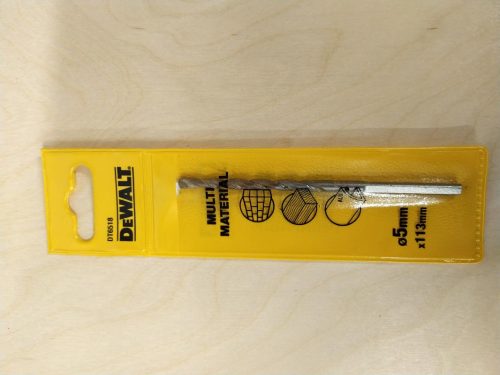 DT6518
DEWALT
MULTI
MATERIAL
ø5mm
x113mm